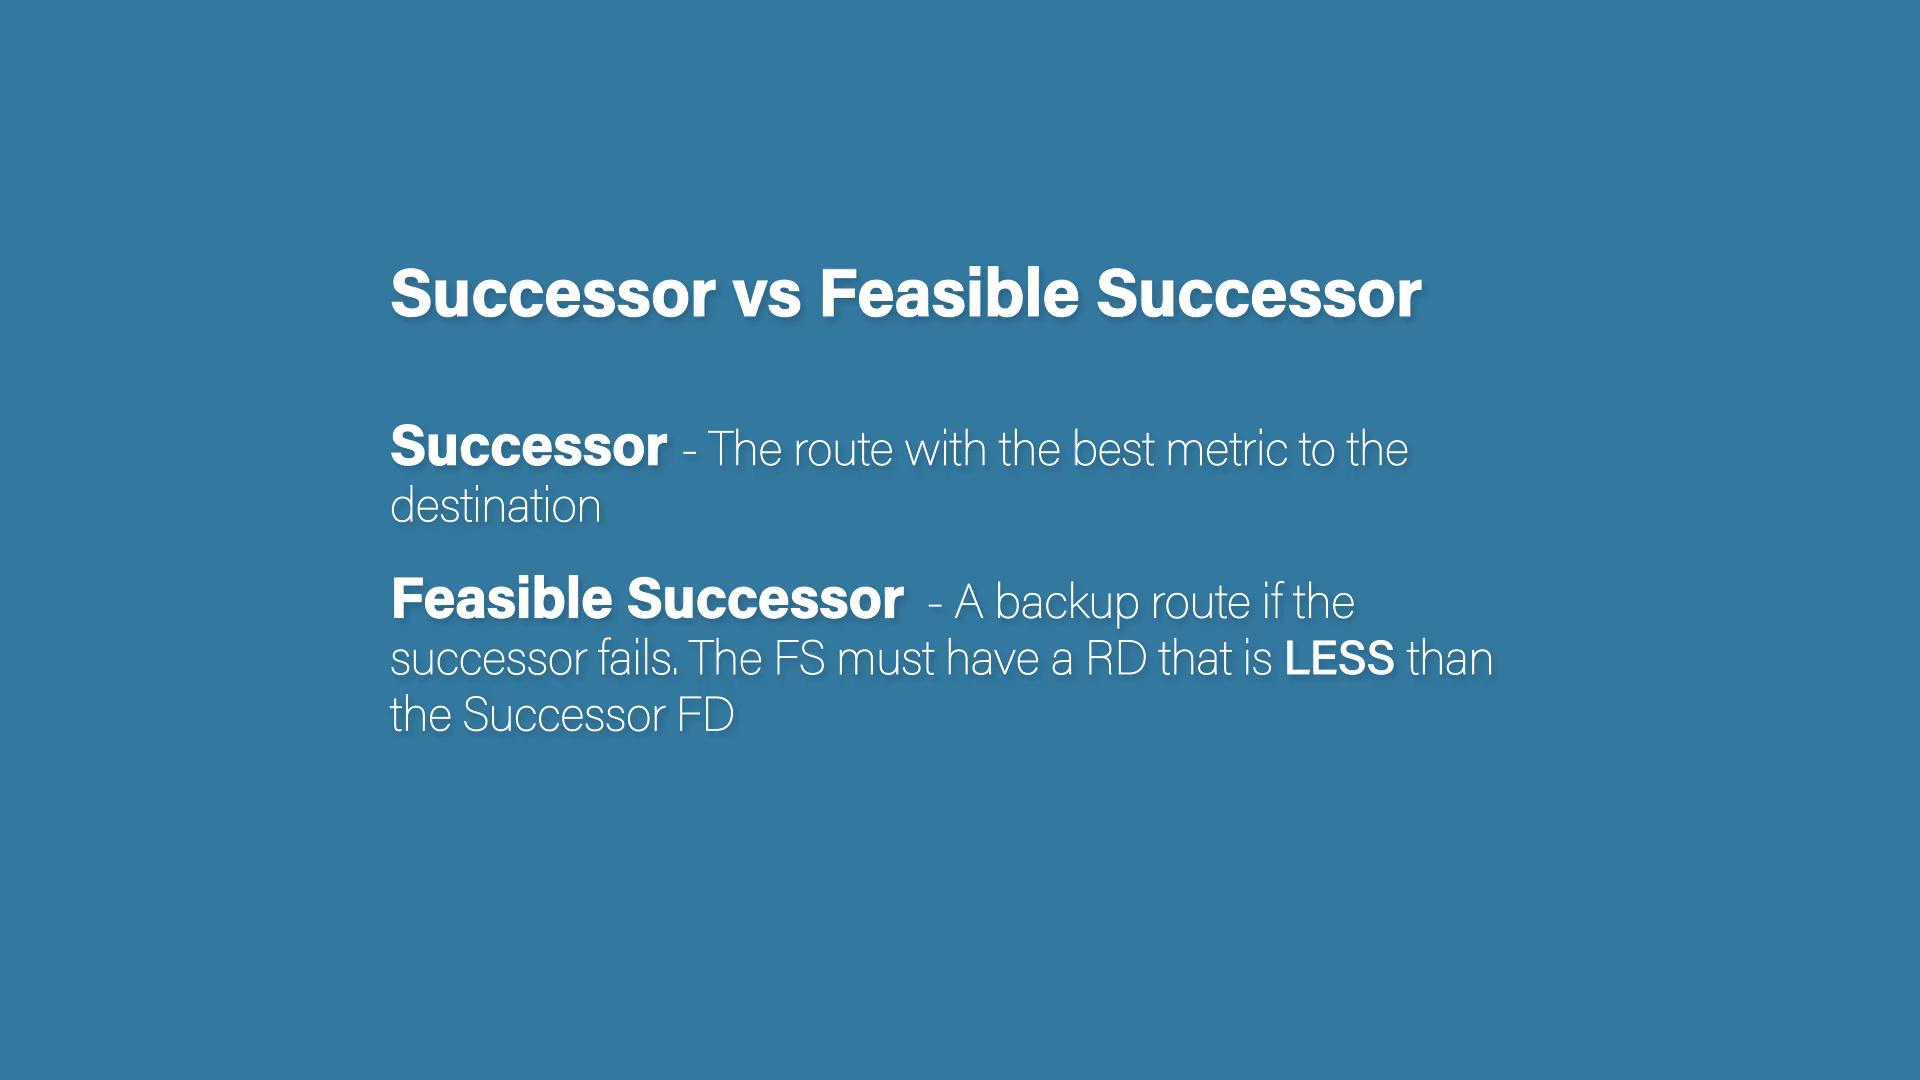 Successor vs Feasible Successor
Successor - The route with the best metric to the
destination
Feasible Successor - A backup route if the
successor fails. The FS must have a RD that is LESS than
the Successor FD